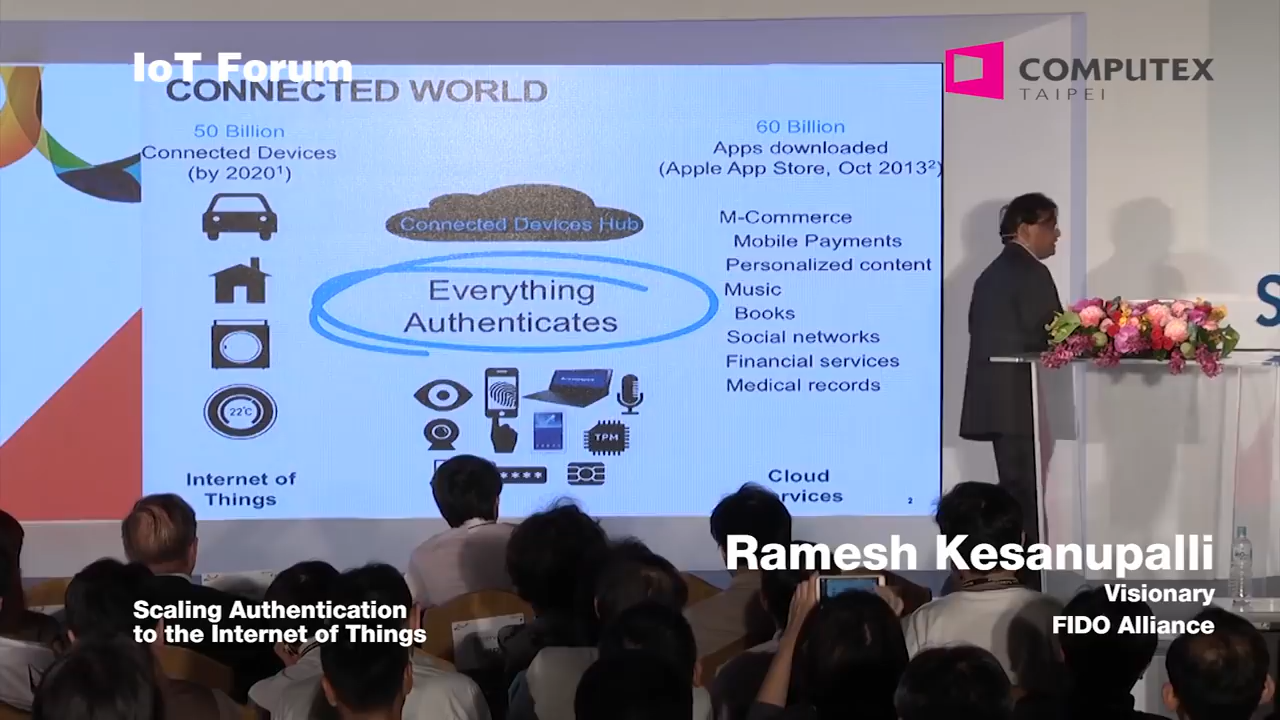 IoT Forum
COMPUTEX
TAIPEI
CONNECTED WORLD
50 Billion
Connected Devices
(by 2020¹)
60 Billion
Apps downloaded
(Apple App Store, Oct 2013²)
Connected Devices Hub
Everything
Authenticates
M-Commerce
Mobile Payments
Personalized content
Music
Books
Social networks
Financial services
Medical records
22°C
TPM
****
Internet of
Things
Cloud
rvices
2
S
Ramesh Kesanupalli
Visionary
FIDO Alliance
Scaling Authentication
to the Internet of Things